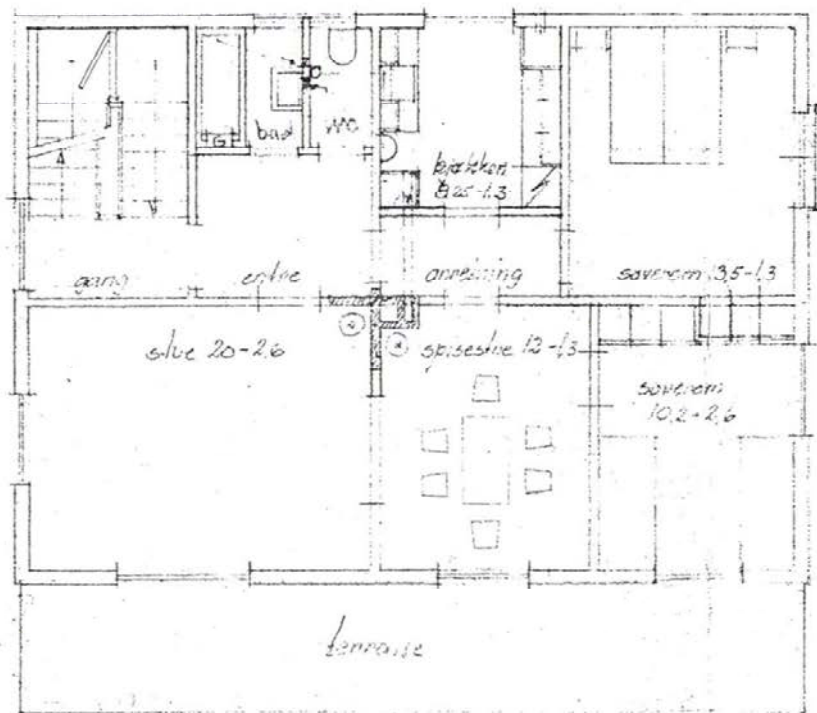 G
bad
WC
kjøkken
8,25-1,3
gang
entre
anretning
soverom 13,5-1,3
stue 20-2,6
spisestue 12-1,3
soverom
10,2-2,6
terrasse